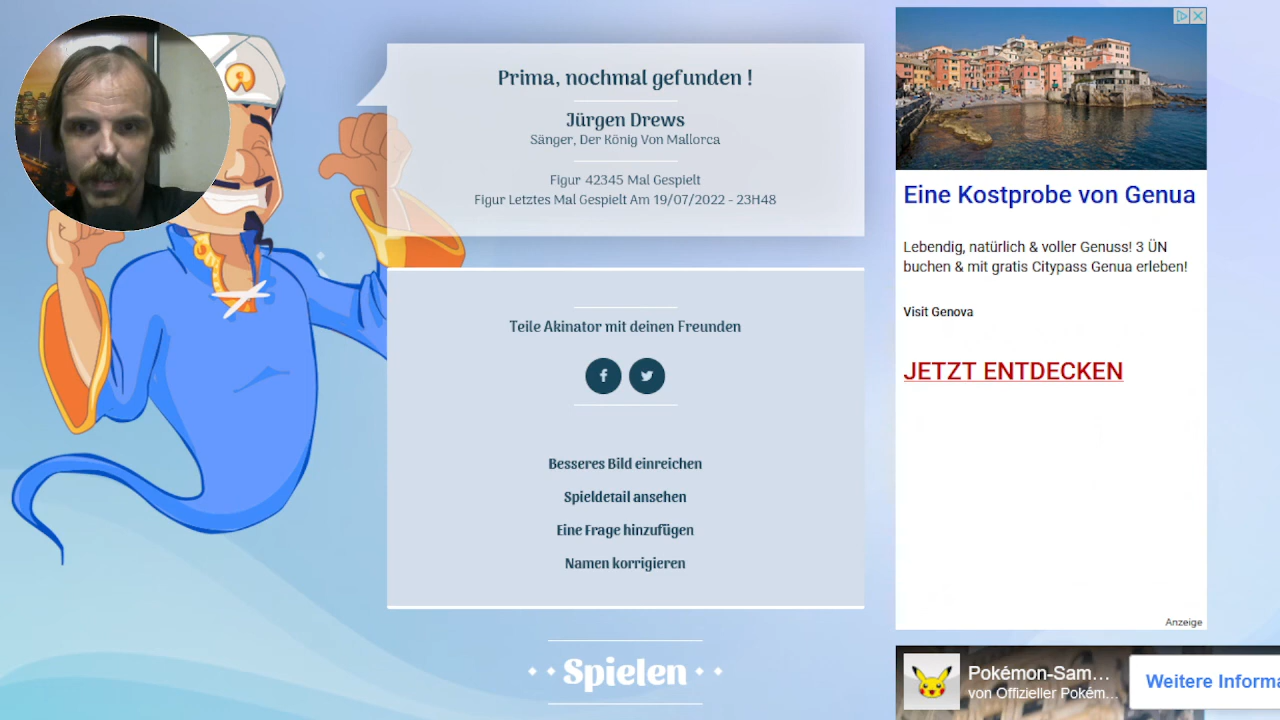 Prima, nochmal gefunden !
Jürgen Drews
Sänger, Der König Von Mallorca
Figur 42345 Mal Gespielt
Figur Letztes Mal Gespielt Am 19/07/2022 - 23H48
Teile Akinator mit deinen Freunden
Besseres Bild einreichen
Spieldetail ansehen
Eine Frage hinzufügen
Namen korrigieren
Spielen
Eine Kostprobe von Genua
Lebendig, natürlich & voller Genuss! 3 ÜN
buchen & mit gratis Citypass Genua erleben!
Visit Genova
JETZT ENTDECKEN
Anzeige
Pokémon-Sam...
von Offizieller Pokém...
Weitere Informa